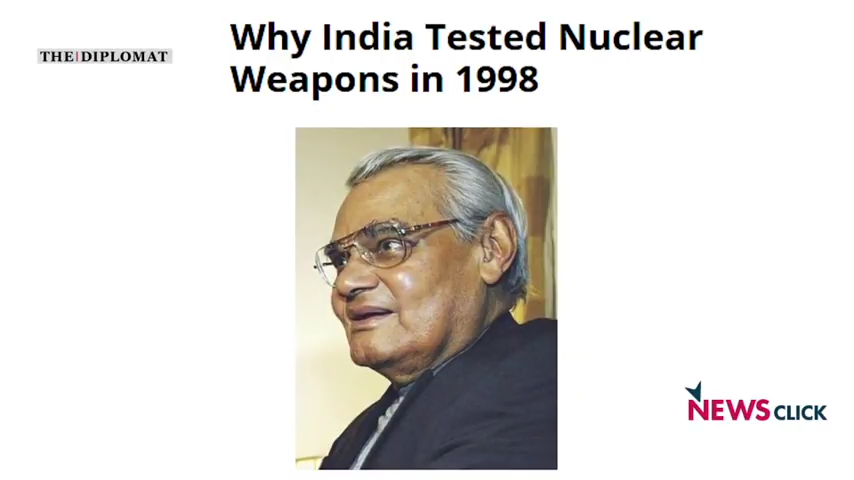 THE|DIPLOMAT
Why India Tested Nuclear
Weapons in 1998
NEWSCLICK